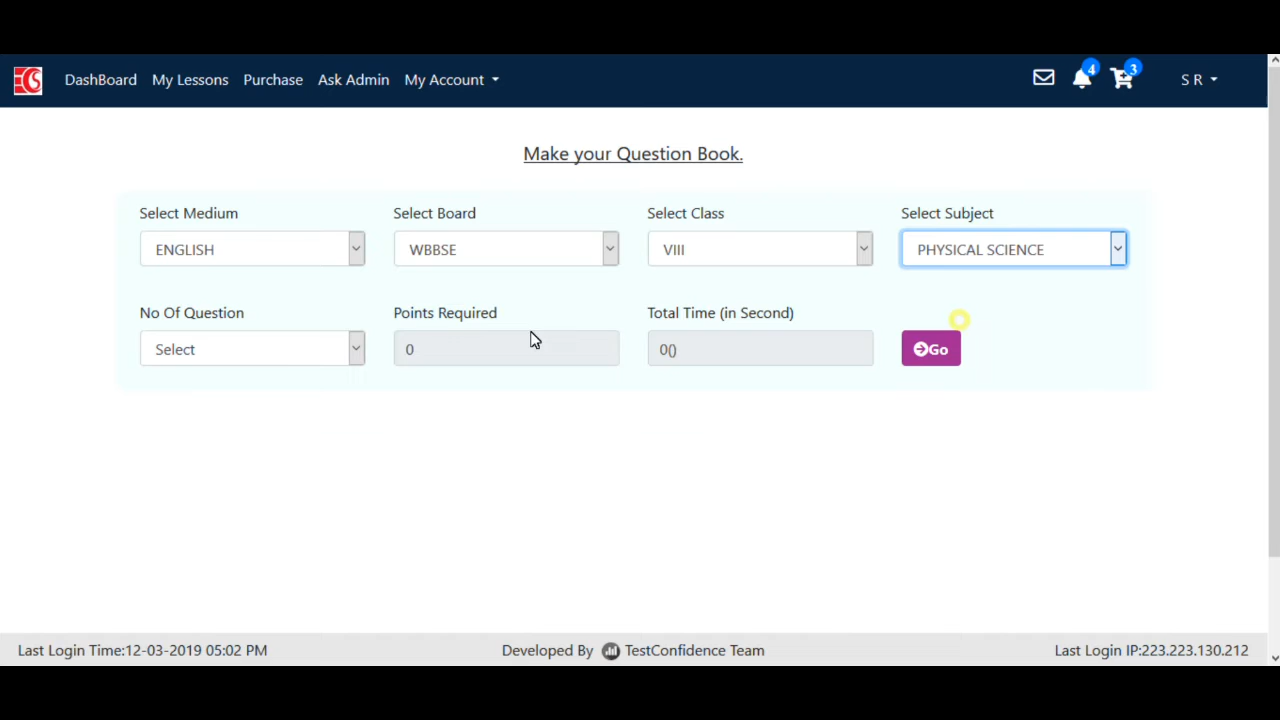 DashBoard My Lessons Purchase Ask Admin My Account 4 3 S R
Make your Question Book.
Select Medium Select Board Select Class Select Subject
ENGLISH WBBSE VIII PHYSICAL SCIENCE
No Of Question Points Required Total Time (in Second)
Select 0 0() Go
Last Login Time:12-03-2019 05:02 PM Developed By TestConfidence Team Last Login IP:223.223.130.212